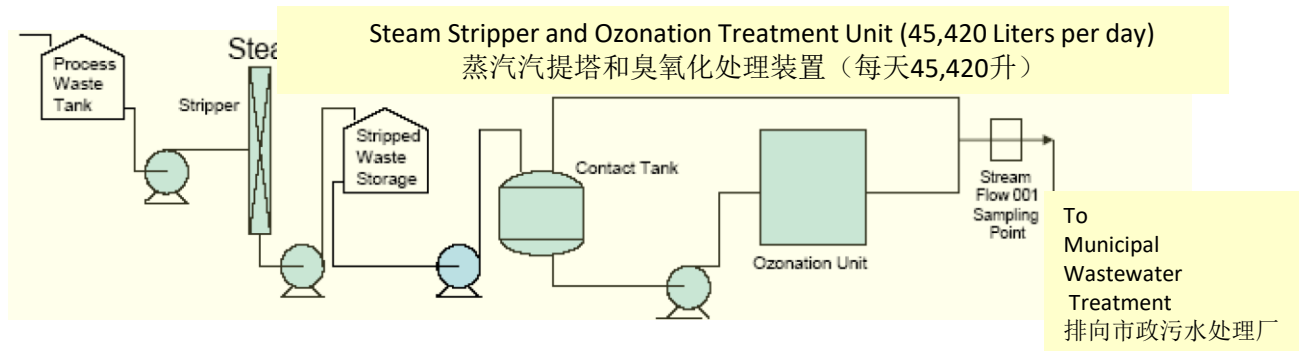 Steam Stripper and Ozonation Treatment Unit (45,420 Liters per day)
蒸汽汽提塔和臭氧化处理装置（每天45,420升）
Process
Waste
Tank
Stripper
Stripped
Waste
Storage
Contact Tank
Ozonation Unit
Stream
Flow 001
Sampling
Point
To
Municipal
Wastewater
Treatment
排向市政污水处理厂